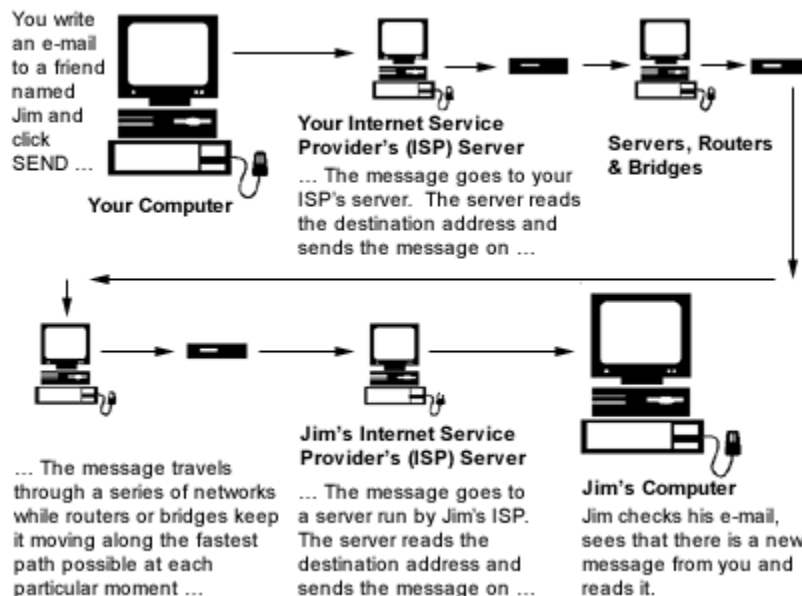 You write
an e-mail
to a friend
named
Jim and
click
SEND ...
Your Computer
Your Internet Service
Provider's (ISP) Server
... The message goes to your
ISP's server. The server reads
the destination address and
sends the message on ...
Servers, Routers
& Bridges
... The message travels
through a series of networks
while routers or bridges keep
it moving along the fastest
path possible at each
particular moment ...
Jim's Internet Service
Provider's (ISP) Server
... The message goes to
a server run by Jim's ISP.
The server reads the
destination address and
sends the message on ...
Jim's Computer
Jim checks his e-mail,
sees that there is a new
message from you and
reads it.